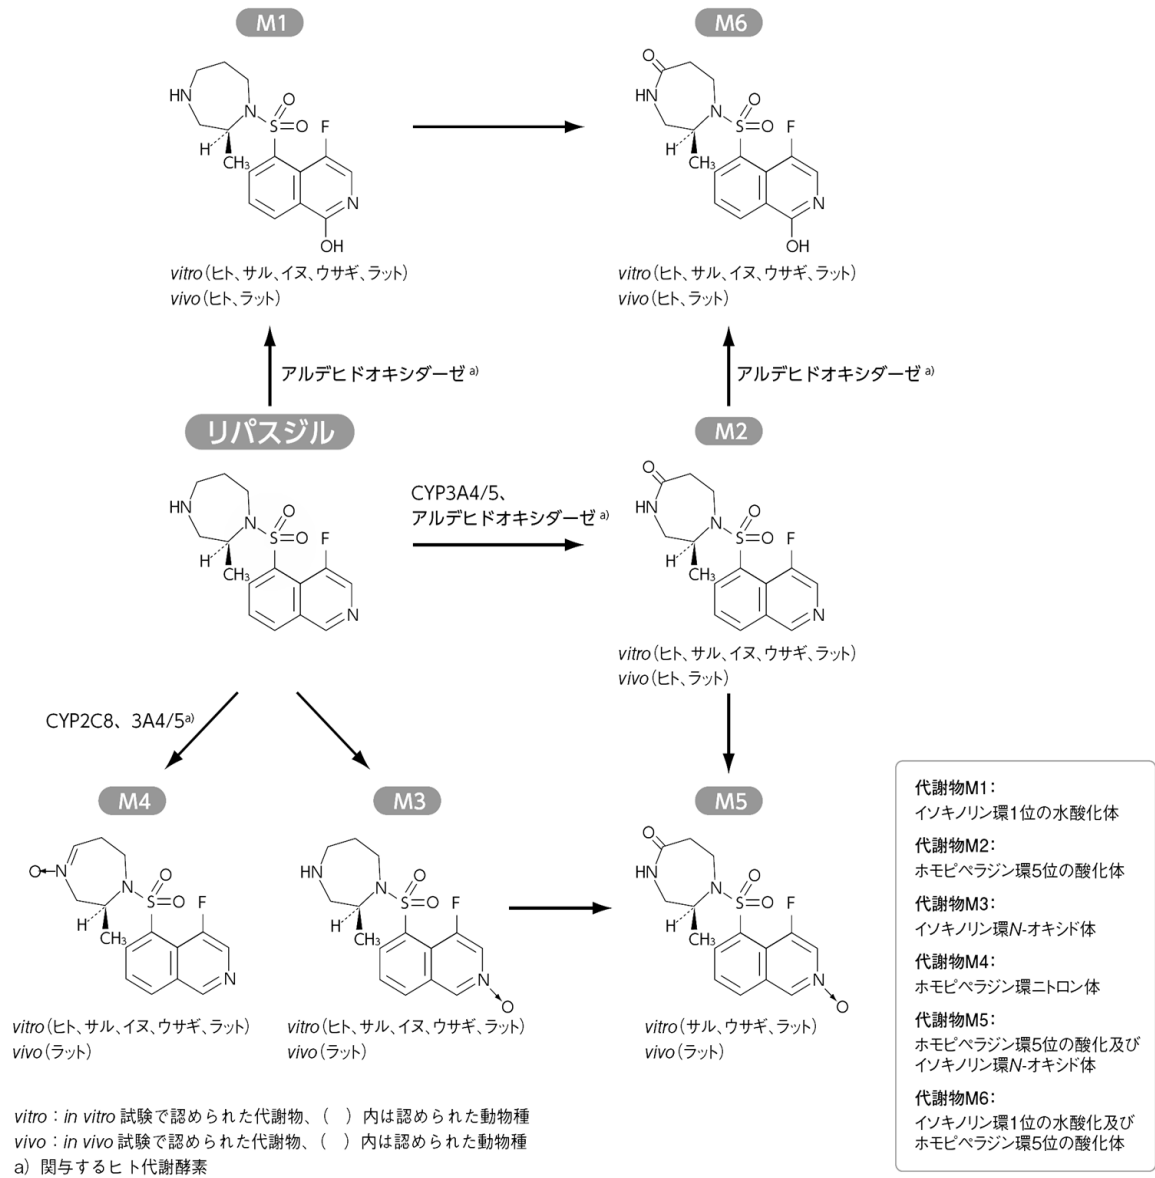 M1
HN
N
S
O
O
H
CH₃
F
N
OH
vitro（ヒト、サル、イヌ、ウサギ、ラット）
vivo（ヒト、ラット）
M6
O
HN
N
S
O
O
H
CH₃
F
N
OH
vitro（ヒト、サル、イヌ、ウサギ、ラット）
vivo（ヒト、ラット）
アルデヒドオキシダーゼ a)
アルデヒドオキシダーゼ a)
リパスジル
HN
N
S
O
O
H
CH₃
F
N
CYP3A4/5、
アルデヒドオキシダーゼ a)
M2
O
HN
N
S
O
O
H
CH₃
F
N
vitro（ヒト、サル、イヌ、ウサギ、ラット）
vivo（ヒト、ラット）
CYP2C8、3A4/5a)
M4
O
N
N
S
O
O
H
CH₃
F
N
vitro（ヒト、サル、イヌ、ウサギ、ラット）
vivo（ラット）
M3
HN
N
S
O
O
H
CH₃
F
N
O
vitro（ヒト、サル、イヌ、ウサギ、ラット）
vivo（ラット）
M5
O
HN
N
S
O
O
H
CH₃
F
N
O
vitro（サル、ウサギ、ラット）
vivo（ラット）
代謝物M1：
イソキノリン環1位の水酸化体
代謝物M2：
ホモピペラジン環5位の酸化体
代謝物M3：
イソキノリン環N-オキシド体
代謝物M4：
ホモピペラジン環ニトロン体
代謝物M5：
ホモピペラジン環5位の酸化及び
イソキノリン環N-オキシド体
代謝物M6：
イソキノリン環1位の水酸化及び
ホモピペラジン環5位の酸化体
vitro：in vitro 試験で認められた代謝物、（　）内は認められた動物種
vivo：in vivo 試験で認められた代謝物、（　）内は認められた動物種
a）関与するヒト代謝酵素